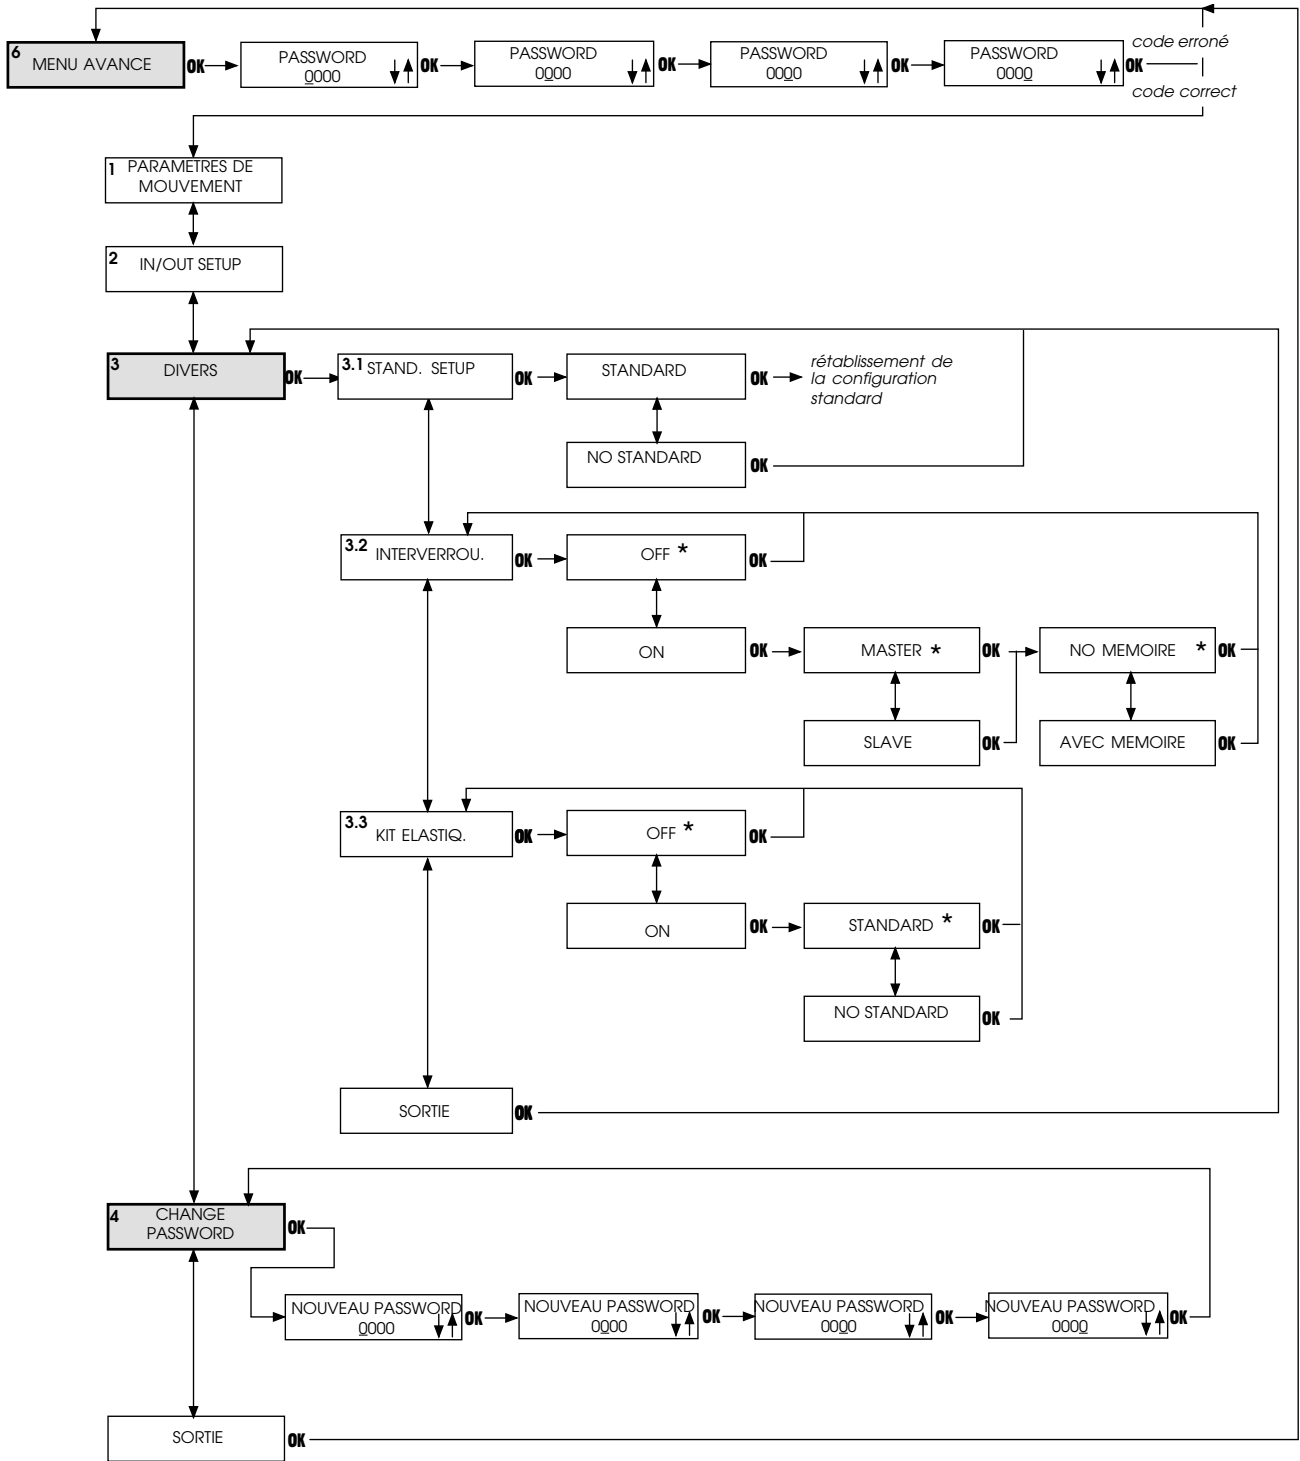 6
MENU AVANCE
OK
PASSWORD
0000
OK
PASSWORD
0000
OK
PASSWORD
0000
OK
PASSWORD
0000
OK
code erroné
code correct
1
PARAMETRES DE
MOUVEMENT
2
IN/OUT SETUP
3
DIVERS
OK
3.1
STAND. SETUP
OK
STANDARD
OK
rétablissement de
la configuration
standard
NO STANDARD
OK
3.2
INTERVERROU.
OK
OFF *
OK
ON
OK
MASTER *
OK
NO MEMOIRE *
OK
SLAVE
OK
AVEC MEMOIRE
OK
3.3
KIT ELASTIQ.
OK
OFF *
OK
ON
OK
STANDARD *
OK
NO STANDARD
OK
SORTIE
OK
4
CHANGE
PASSWORD
OK
NOUVEAU PASSWORD
0000
OK
NOUVEAU PASSWORD
0000
OK
NOUVEAU PASSWORD
0000
OK
NOUVEAU PASSWORD
0000
OK
SORTIE
OK